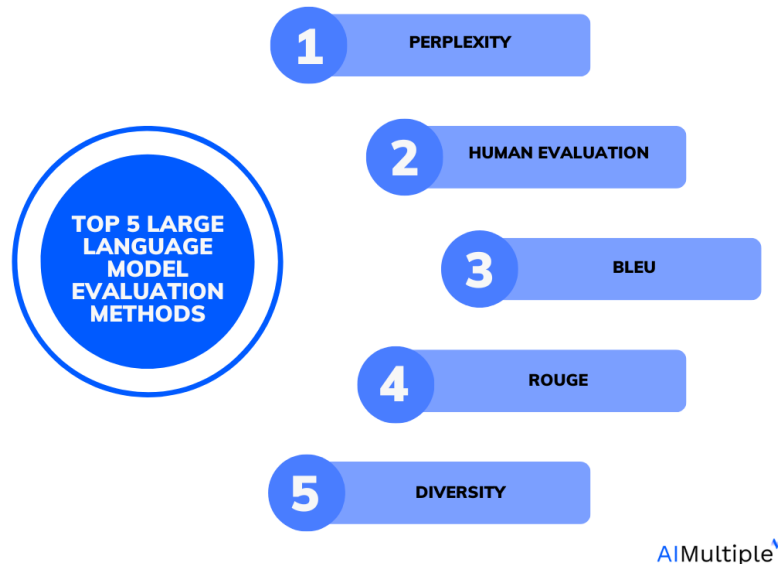 1
PERPLEXITY
2
HUMAN EVALUATION
TOP 5 LARGE
LANGUAGE
MODEL
EVALUATION
METHODS
3
BLEU
4
ROUGE
5
DIVERSITY
AIMultiple